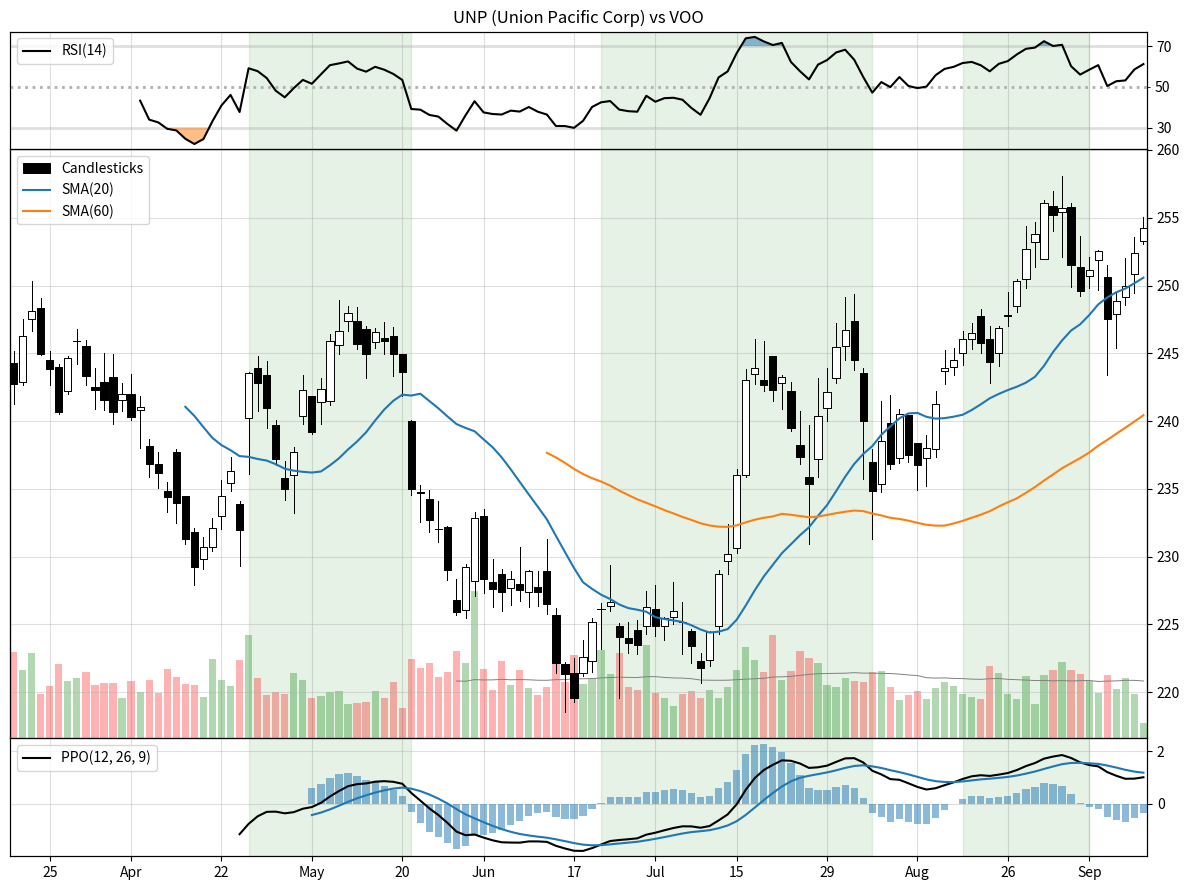 UNP (Union Pacific Corp) vs VOO
RSI(14)
70
50
30
Candlesticks
SMA(20)
SMA(60)
260
255
250
245
240
235
230
225
220
PPO(12, 26, 9)
2
0
25 Apr 22 May 20 Jun 17 Jul 15 29 Aug 26 Sep